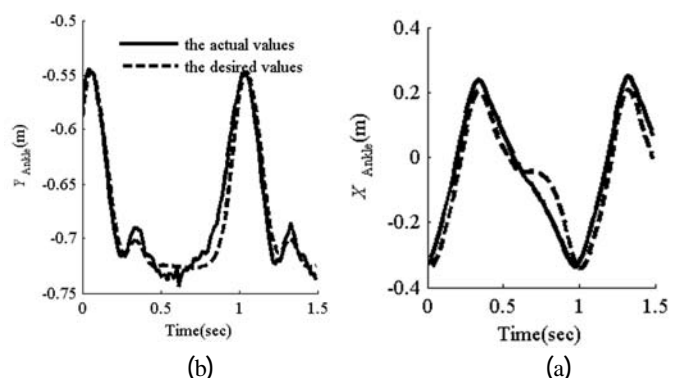 -0.5
-0.55
-0.6
-0.65
-0.7
-0.75
Y Ankle(m)
the actual values
the desired values
0 0.5 1 1.5
Time(sec)
(b)
0.4
0.2
0
-0.2
-0.4
X Ankle(m)
0 0.5 1 1.5
Time(sec)
(a)